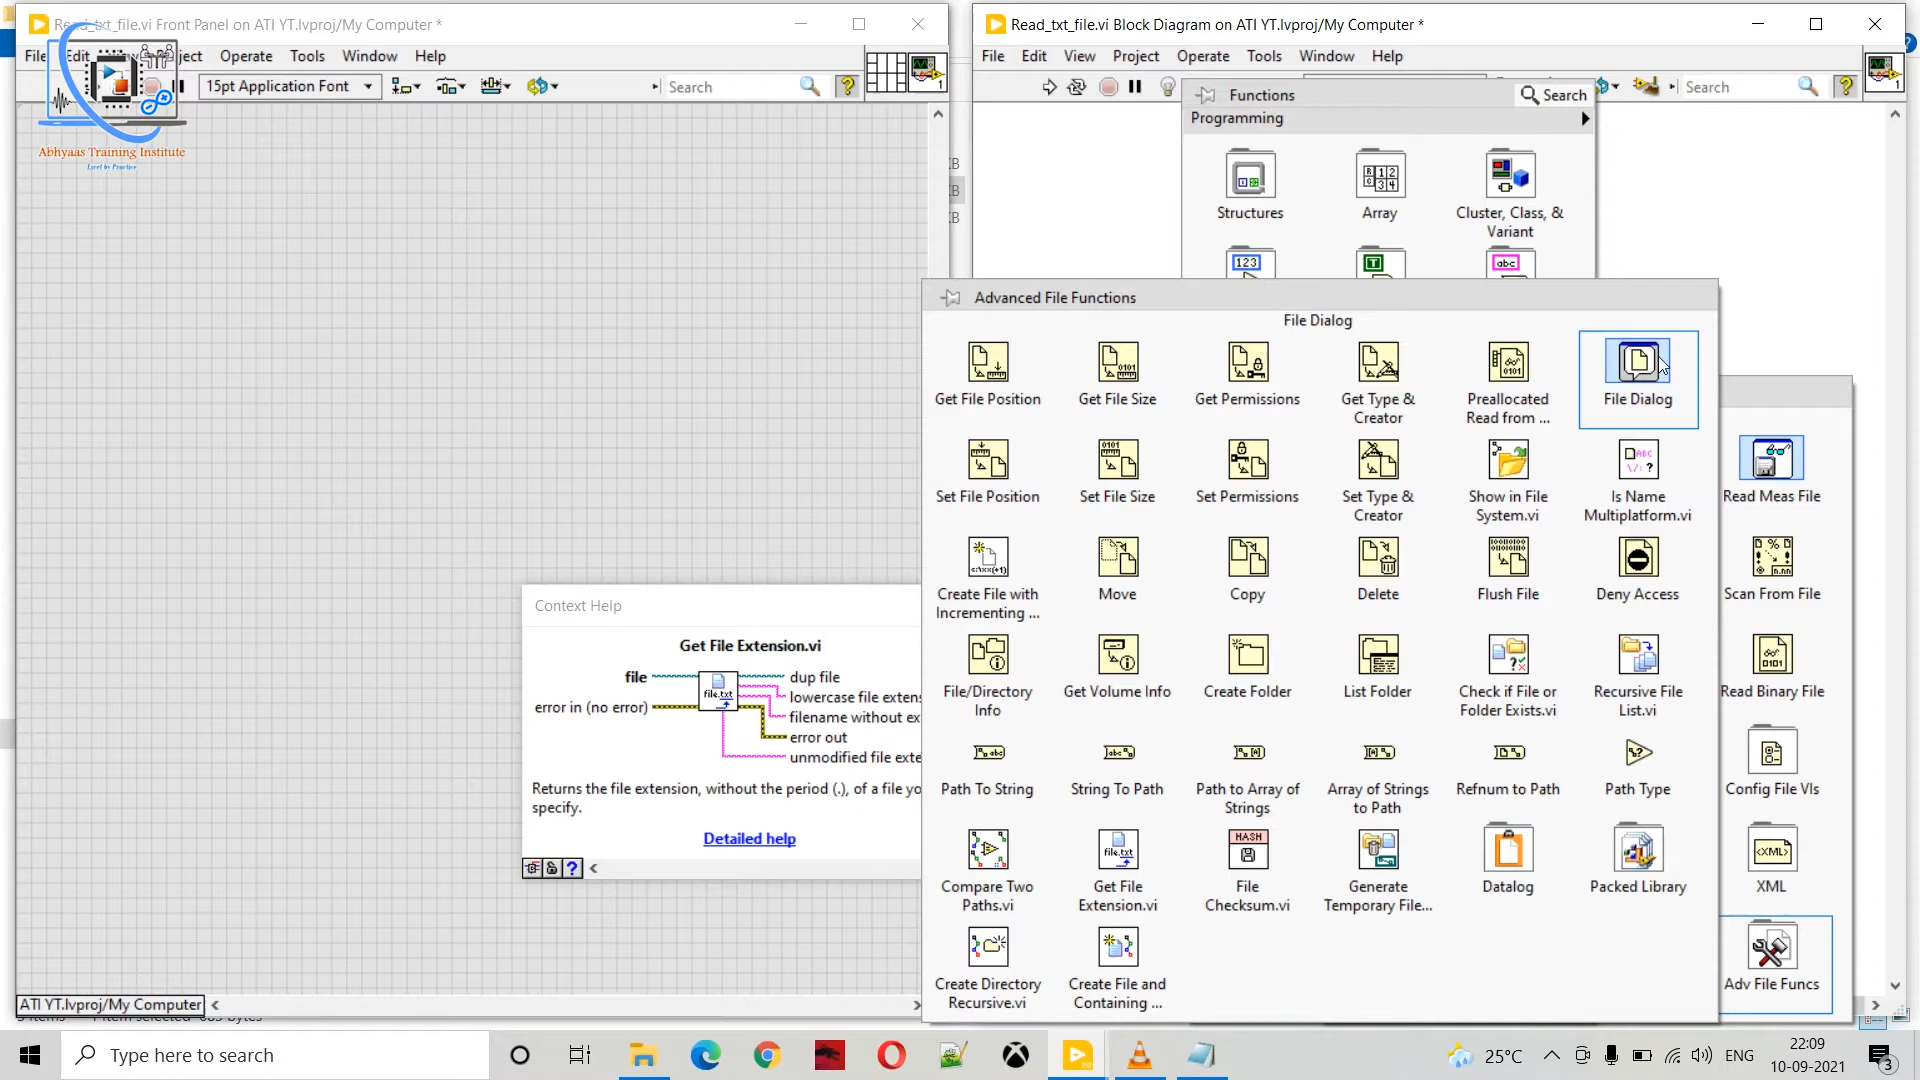 Read_txt_file.vi Front Panel on ATI YT.lvproj/My Computer *
File Edit View Project Operate Tools Window Help
15pt Application Font
Search
Abhyaas Training Institute
Excel by Practice
Read_txt_file.vi Block Diagram on ATI YT.lvproj/My Computer *
File Edit View Project Operate Tools Window Help
Search
Functions
Search
Programming
Structures
Array
Cluster, Class, &
Variant
Advanced File Functions
File Dialog
Get File Position
Get File Size
Get Permissions
Get Type &
Creator
Preallocated
Read from ...
File Dialog
Set File Position
Set File Size
Set Permissions
Set Type &
Creator
Show in File
System.vi
Is Name
Multiplatform.vi
Read Meas File
Create File with
Incrementing ...
Move
Copy
Delete
Flush File
Deny Access
Scan From File
File/Directory
Info
Get Volume Info
Create Folder
List Folder
Check if File or
Folder Exists.vi
Recursive File
List.vi
Read Binary File
Path To String
String To Path
Path to Array of
Strings
Array of Strings
to Path
Refnum to Path
Path Type
Config File VIs
Compare Two
Paths.vi
Get File
Extension.vi
File
Checksum.vi
Generate
Temporary File...
Datalog
Packed Library
XML
Create Directory
Recursive.vi
Create File and
Containing ...
Adv File Funcs
Context Help
Get File Extension.vi
file
error in (no error)
file.txt
dup file
lowercase file extens
filename without ex
error out
unmodified file exte
Returns the file extension, without the period (.), of a file yo
specify.
Detailed help
ATI YT.lvproj/My Computer
Type here to search
25°C
ENG
22:09
10-09-2021
3